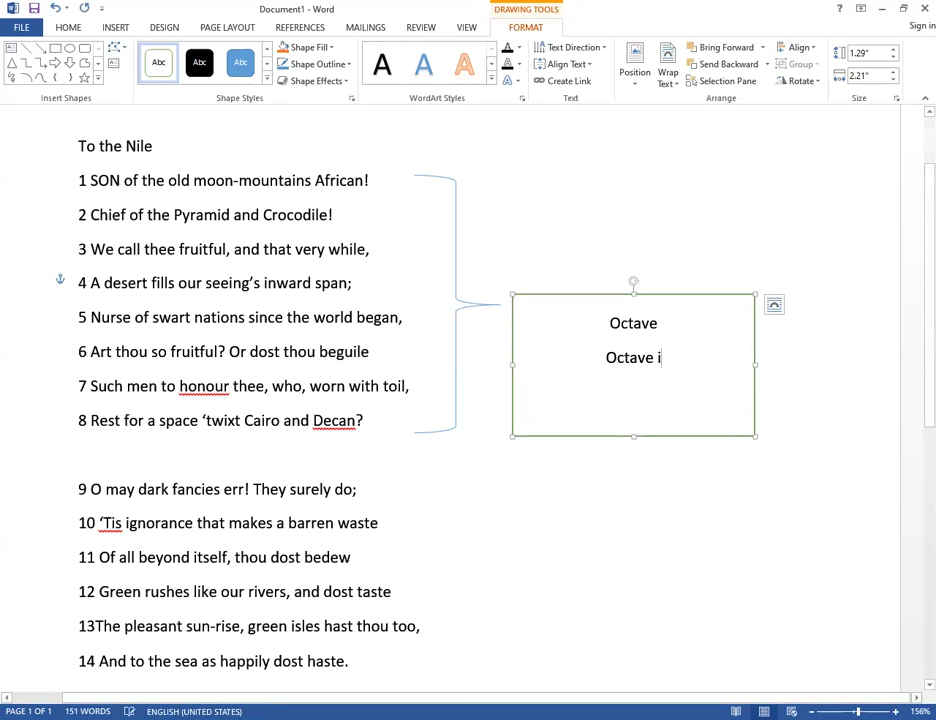 Document1 - Word
DRAWING TOOLS
Sign in
FILE HOME INSERT DESIGN PAGE LAYOUT REFERENCES MAILINGS REVIEW VIEW FORMAT
Abc Abc Abc
Shape Fill
Shape Outline
Shape Effects
A A A
Text Direction
Align Text
Create Link
Position
Wrap Text
Bring Forward
Send Backward
Selection Pane
Align
Group
Rotate
1.29"
2.21"
Insert Shapes Shape Styles WordArt Styles Text Arrange Size
To the Nile
1 SON of the old moon-mountains African!
2 Chief of the Pyramid and Crocodile!
3 We call thee fruitful, and that very while,
4 A desert fills our seeing’s inward span;
5 Nurse of swart nations since the world began,
6 Art thou so fruitful? Or dost thou beguile
7 Such men to honour thee, who, worn with toil,
8 Rest for a space ‘twixt Cairo and Decan?
Octave
Octave i
9 O may dark fancies err! They surely do;
10 ‘Tis ignorance that makes a barren waste
11 Of all beyond itself, thou dost bedew
12 Green rushes like our rivers, and dost taste
13The pleasant sun-rise, green isles hast thou too,
14 And to the sea as happily dost haste.
PAGE 1 OF 1 151 WORDS ENGLISH (UNITED STATES) 156%